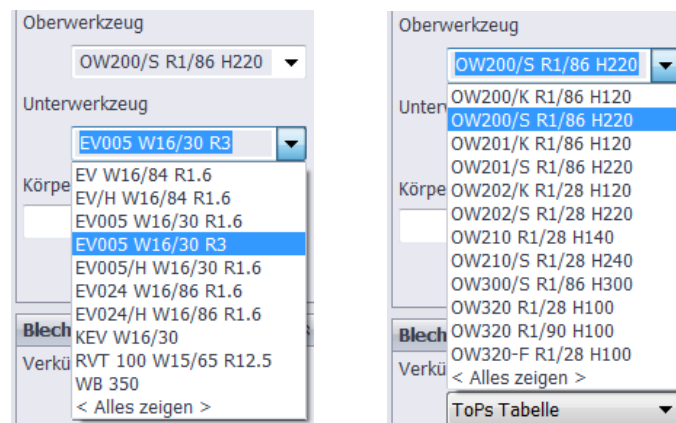 Oberwerkzeug
OW200/S R1/86 H220
Unterwerkzeug
EV005 W16/30 R3
EV W16/84 R1.6
EV/H W16/84 R1.6
EV005 W16/30 R1.6
EV005 W16/30 R3
EV005/H W16/30 R1.6
EV024 W16/86 R1.6
EV024/H W16/86 R1.6
KEV W16/30
RVT 100 W15/65 R12.5
WB 350
< Alles zeigen >
Körpe
Blech
Verkü
Oberwerkzeug
OW200/S R1/86 H220
Unter
OW200/K R1/86 H120
OW200/S R1/86 H220
OW201/K R1/86 H120
OW201/S R1/86 H220
OW202/K R1/28 H120
OW202/S R1/28 H220
OW210 R1/28 H140
OW210/S R1/28 H240
OW300/S R1/86 H300
OW320 R1/28 H100
OW320 R1/90 H100
OW320-F R1/28 H100
< Alles zeigen >
Körpe
Blech
Verkü
ToPs Tabelle